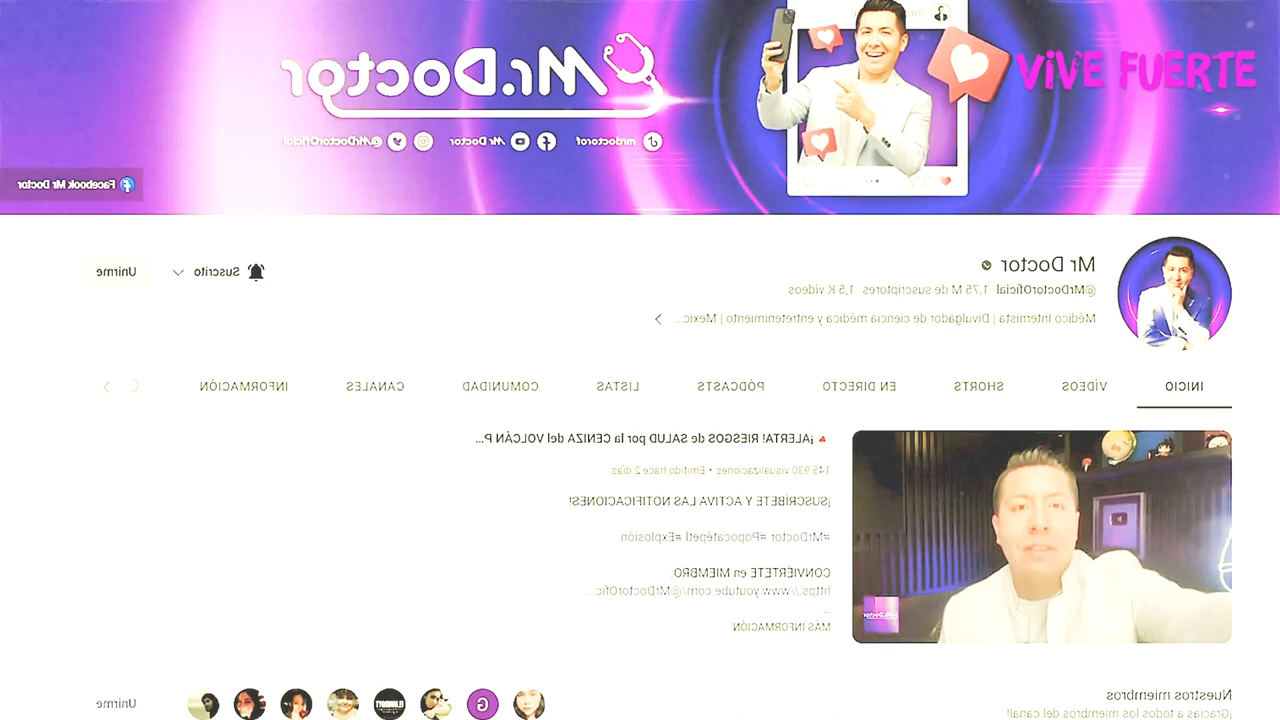 VIVE FUERTE
Mr.Doctor
mrdoctorof Mr Doctor @MrDoctorOficial
Facebook Mr Doctor
Mr Doctor
@MrDoctorOficial 1,75 M de suscriptores 1,5 K vídeos
Médico Internista | Divulgador de ciencia médica y entretenimiento | Mexic...
Suscrito
Unirme
INICIO VÍDEOS SHORTS EN DIRECTO PÓDCASTS LISTAS COMUNIDAD CANALES INFORMACIÓN
¡ALERTA! RIESGOS de SALUD por la CENIZA del VOLCÁN P...
145 930 visualizaciones • Emitido hace 2 días
¡SUSCRÍBETE Y ACTIVA LAS NOTIFICACIONES!
#MrDoctor #Popocatépetl #Explosión
CONVIÉRTETE en MIEMBRO:
https://www.youtube.com/@MrDoctorOfic...
...
MÁS INFORMACIÓN
Nuestros miembros
¡Gracias a todos los miembros del canal!
G
Unirme